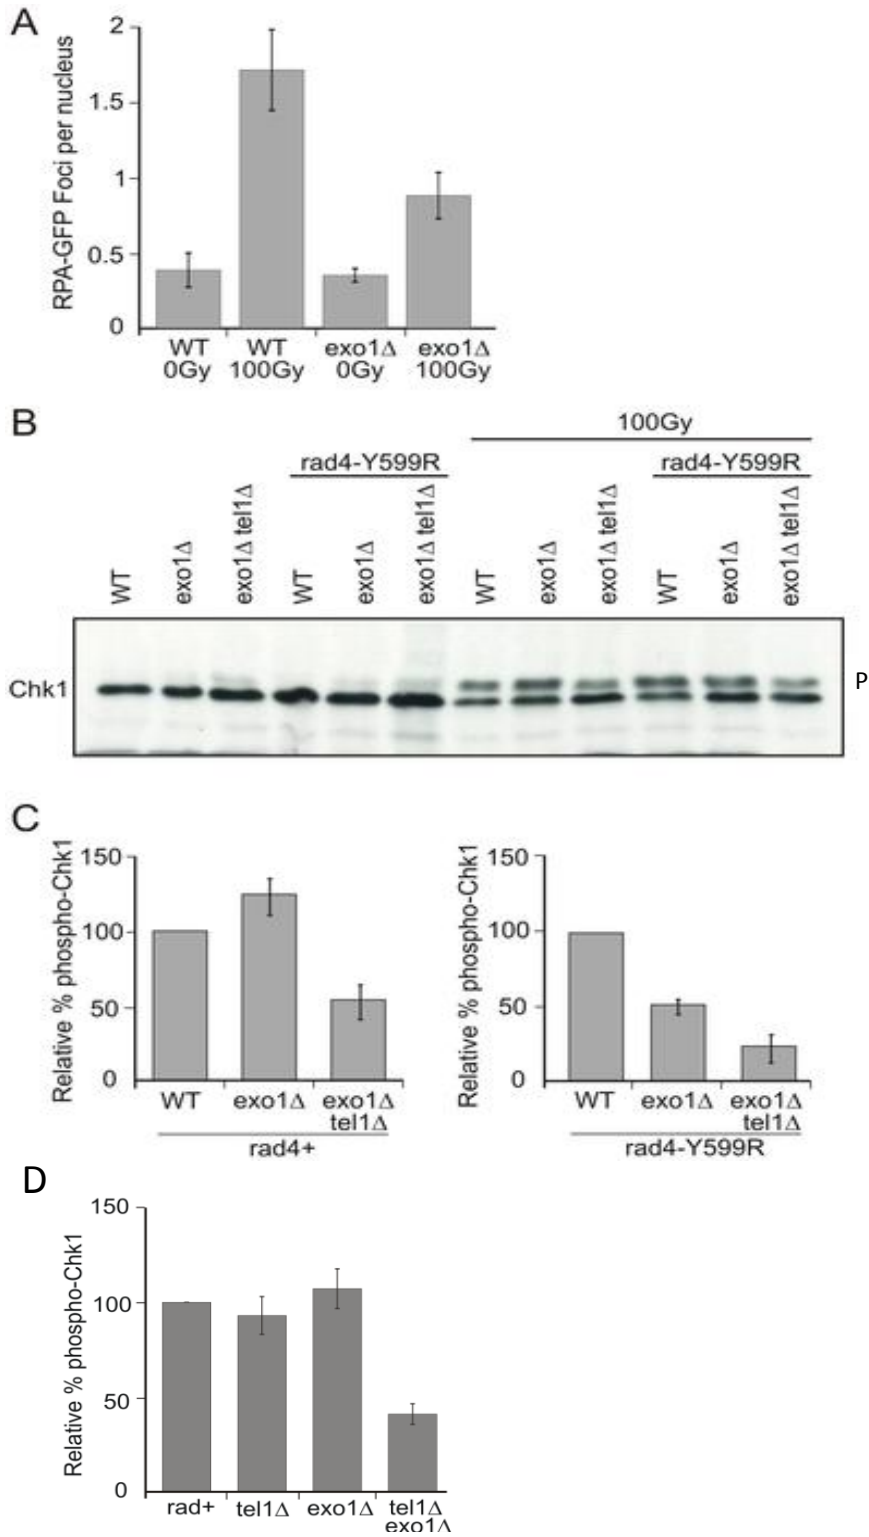 A
RPA-GFP Foci per nucleus
2
1.5
1
0.5
0
WT WT exo1Δ exo1Δ
0Gy 100Gy 0Gy 100Gy
B
100Gy
rad4-Y599R rad4-Y599R
WT exo1Δ exo1Δ tel1Δ WT exo1Δ exo1Δ tel1Δ WT exo1Δ exo1Δ tel1Δ WT exo1Δ exo1Δ tel1Δ
Chk1 P
C
Relative % phospho-Chk1
150
100
50
0
WT exo1Δ exo1Δ
tel1Δ
rad4+
Relative % phospho-Chk1
150
100
50
0
WT exo1Δ exo1Δ
tel1Δ
rad4-Y599R
D
Relative % phospho-Chk1
150
100
50
0
rad+ tel1Δ exo1Δ tel1Δ
exo1Δ